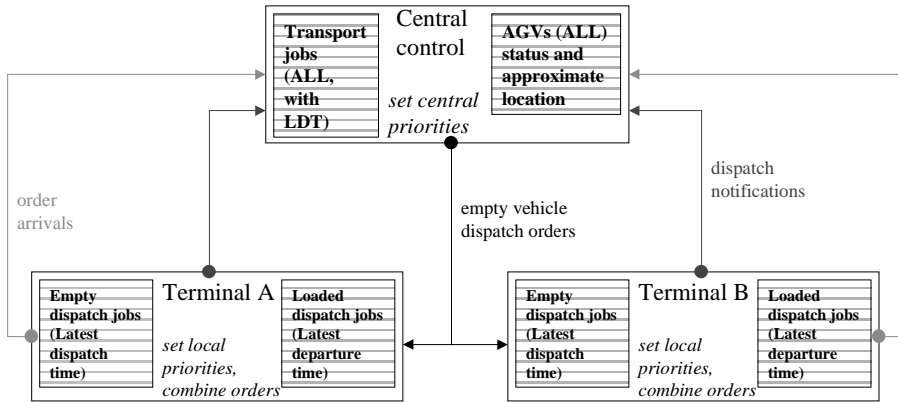 Transport
jobs
(ALL,
with
LDT)
Central
control
set central
priorities
AGVs (ALL)
status and
approximate
location
order
arrivals
empty vehicle
dispatch orders
dispatch
notifications
Empty
dispatch jobs
(Latest
dispatch
time)
Terminal A
set local
priorities,
combine orders
Loaded
dispatch jobs
(Latest
departure
time)
Empty
dispatch jobs
(Latest
dispatch
time)
Terminal B
set local
priorities,
combine orders
Loaded
dispatch jobs
(Latest
departure
time)